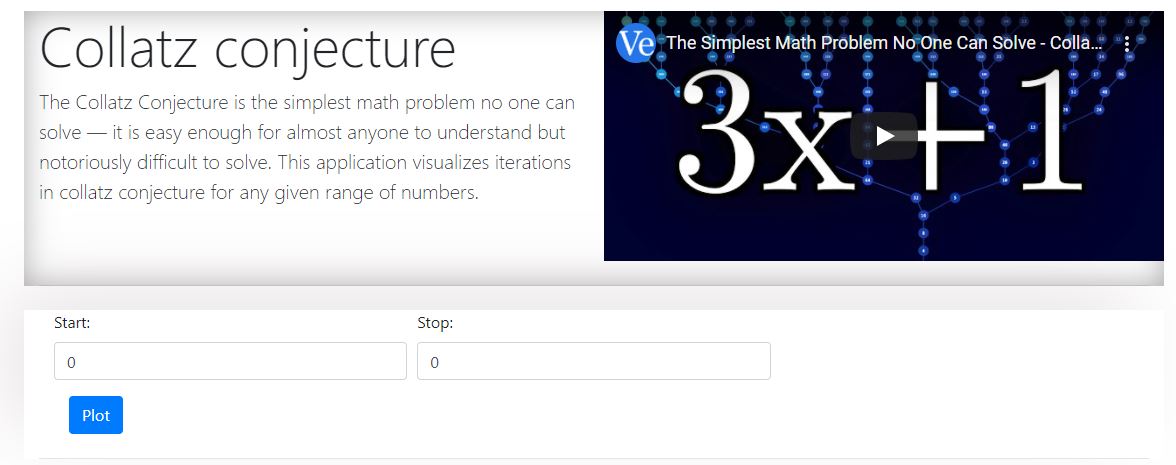 Collatz conjecture
The Collatz Conjecture is the simplest math problem no one can
solve — it is easy enough for almost anyone to understand but
notoriously difficult to solve. This application visualizes iterations
in collatz conjecture for any given range of numbers.
Ve The Simplest Math Problem No One Can Solve - Colla...
3x+1
Start:
Stop:
0
0
Plot